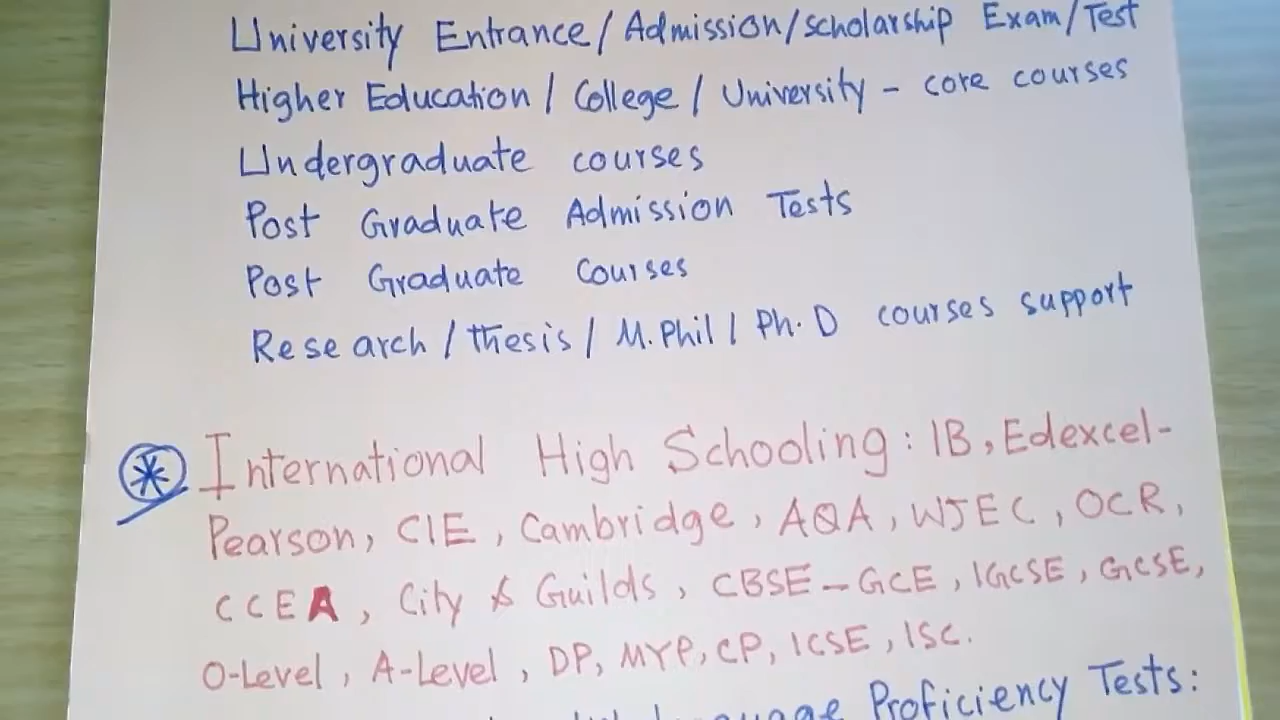 University Entrance/Admission/scholarship Exam/Test
Higher Education / College / University - core courses
Undergraduate courses
Post Graduate Admission Tests
Post Graduate Courses
Research / thesis / M.Phil / Ph.D courses support
International High Schooling : IB, Edexcel-
Pearson, CIE, Cambridge, AQA, WJEC, OCR,
CCEA, City & Guilds, CBSE - GCE, IGCSE, GCSE,
O-Level, A-Level, DP, MYP, CP, ICSE, ISC.
Proficiency Tests: